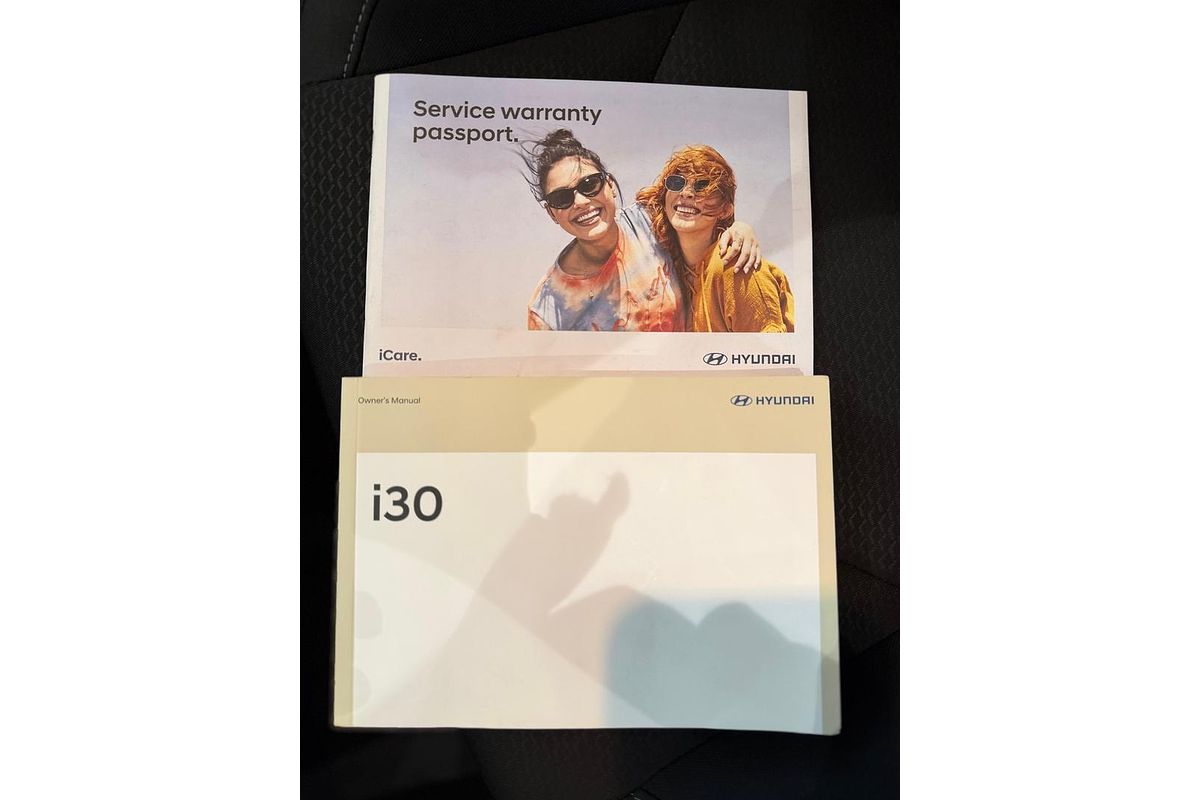 Service warranty
passport.
iCare.
HYUNDAI
Owner's Manual
HYUNDAI
i30